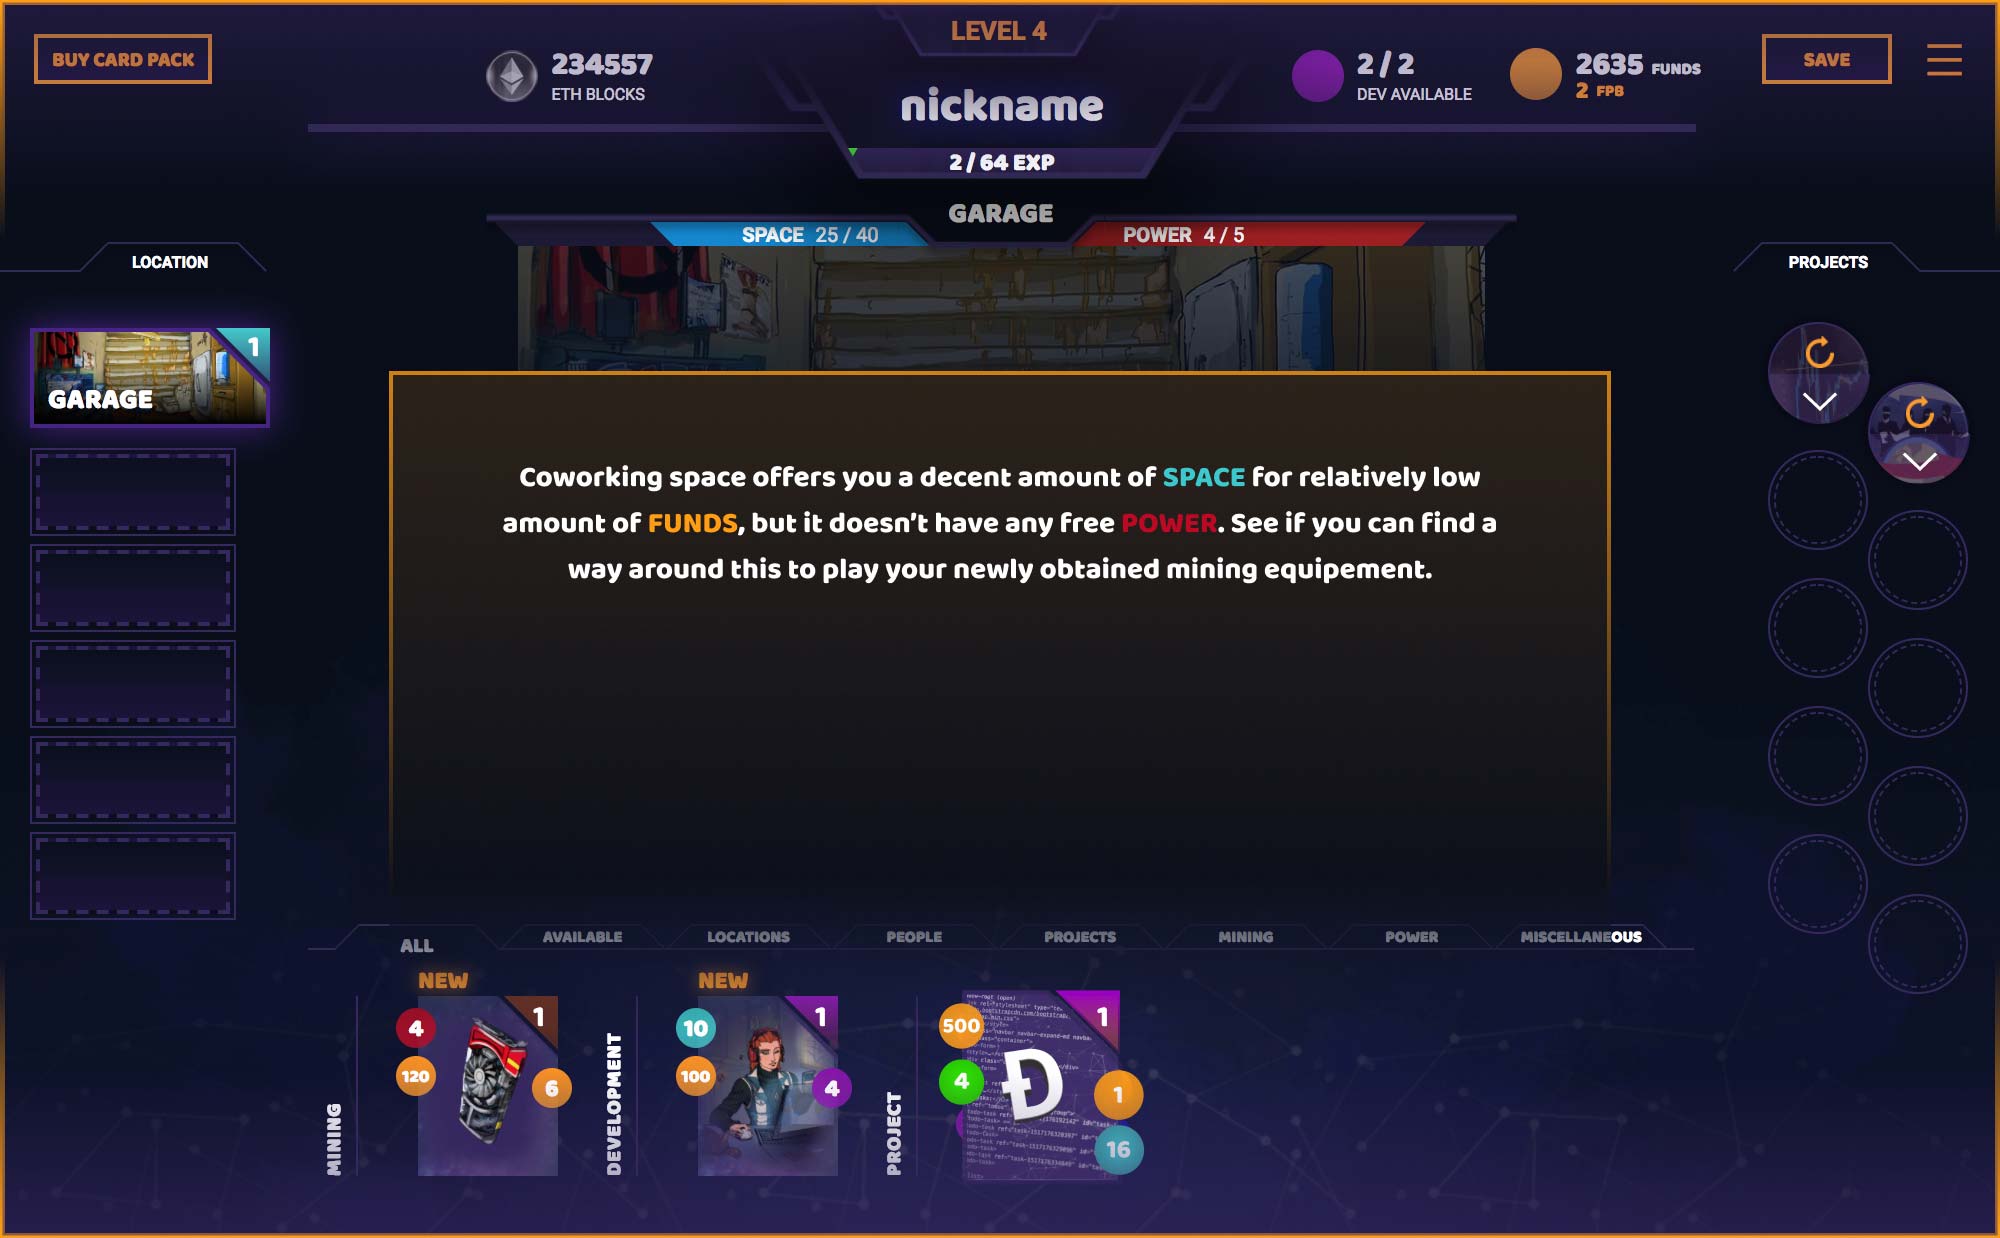 BUY CARD PACK
234557
ETH BLOCKS
LEVEL 4
nickname
2 / 64 EXP
2 / 2
DEV AVAILABLE
2635 FUNDS
2 FPB
SAVE
GARAGE
SPACE 25 / 40
POWER 4 / 5
LOCATION
PROJECTS
1
GARAGE
Coworking space offers you a decent amount of SPACE for relatively low
amount of FUNDS, but it doesn't have any free POWER. See if you can find a
way around this to play your newly obtained mining equipement.
ALL
AVAILABLE
LOCATIONS
PEOPLE
PROJECTS
MINING
POWER
MISCELLANEOUS
MINING
NEW
1
4
120
6
DEVELOPMENT
NEW
1
10
100
4
PROJECT
1
500
4
Đ
1
16